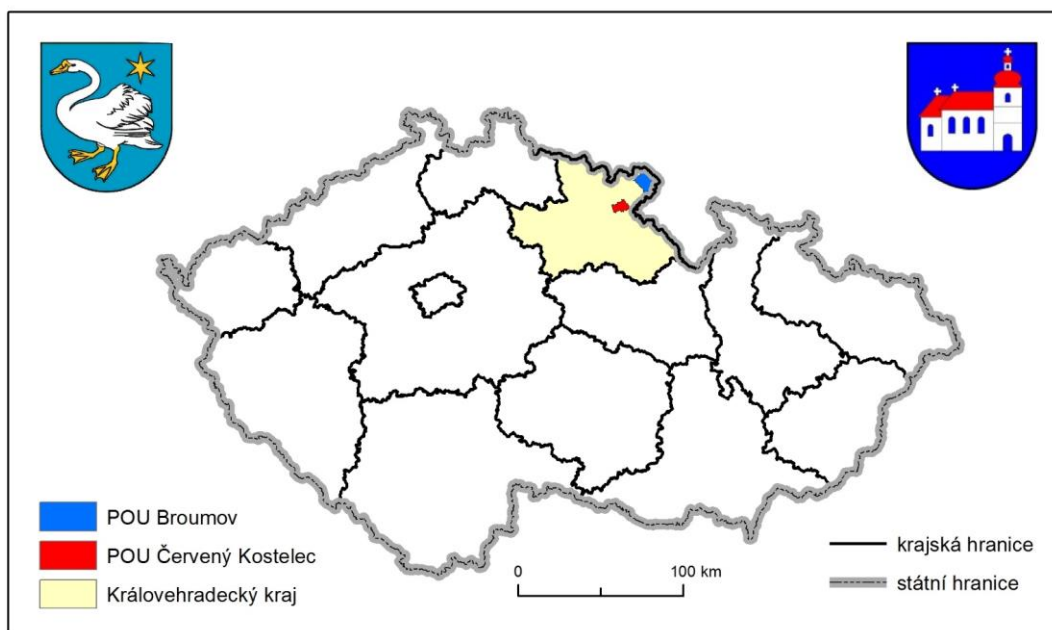 POU Broumov
POU Červený Kostelec
Královehradecký kraj
0 100 km
krajská hranice
státní hranice